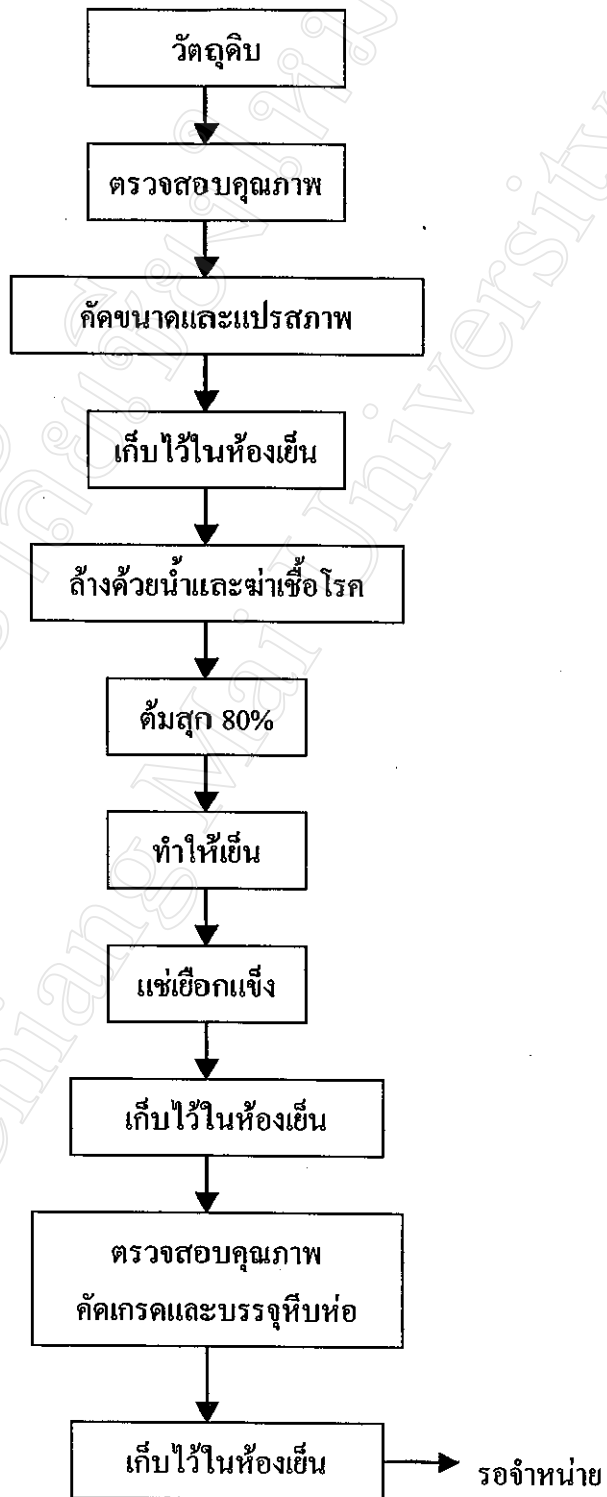 วัตถุดิบ
ตรวจสอบคุณภาพ
คัดขนาดและแปรสภาพ
เก็บไว้ในห้องเย็น
ล้างด้วยน้ำและฆ่าเชื้อโรค
ต้มสุก 80%
ทำให้เย็น
แช่เยือกแข็ง
เก็บไว้ในห้องเย็น
ตรวจสอบคุณภาพ
คัดเกรดและบรรจุหีบห่อ
เก็บไว้ในห้องเย็น
รอจำหน่าย
Chiang Mai University